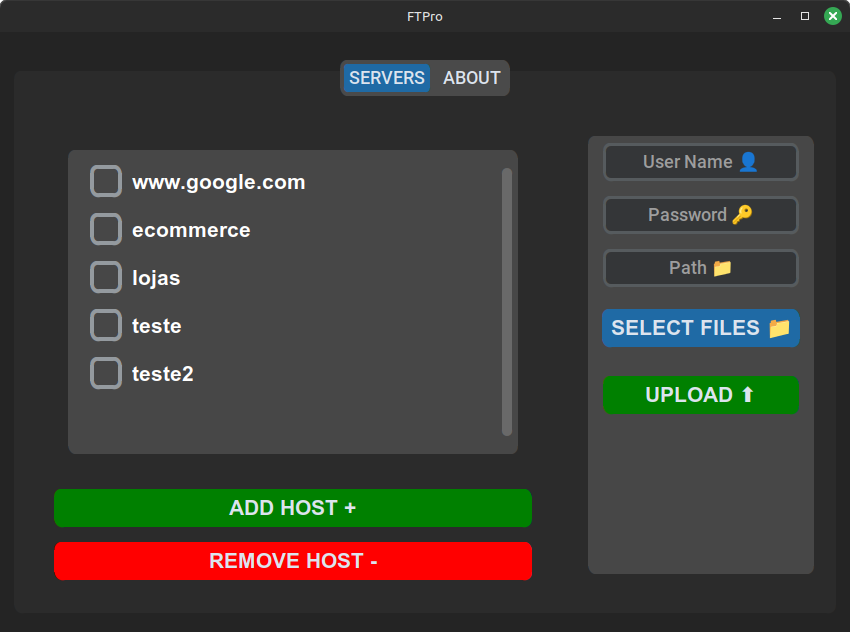 FTPro
SERVERS ABOUT
www.google.com
ecommerce
lojas
teste
teste2
ADD HOST +
REMOVE HOST -
User Name 👤
Password 🔑
Path 📁
SELECT FILES 📁
UPLOAD ⬆